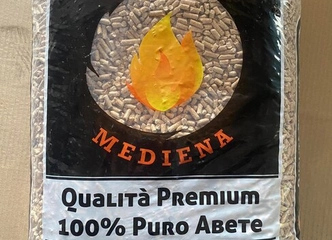 MEDIENA
Qualità Premium
100% Puro Abete